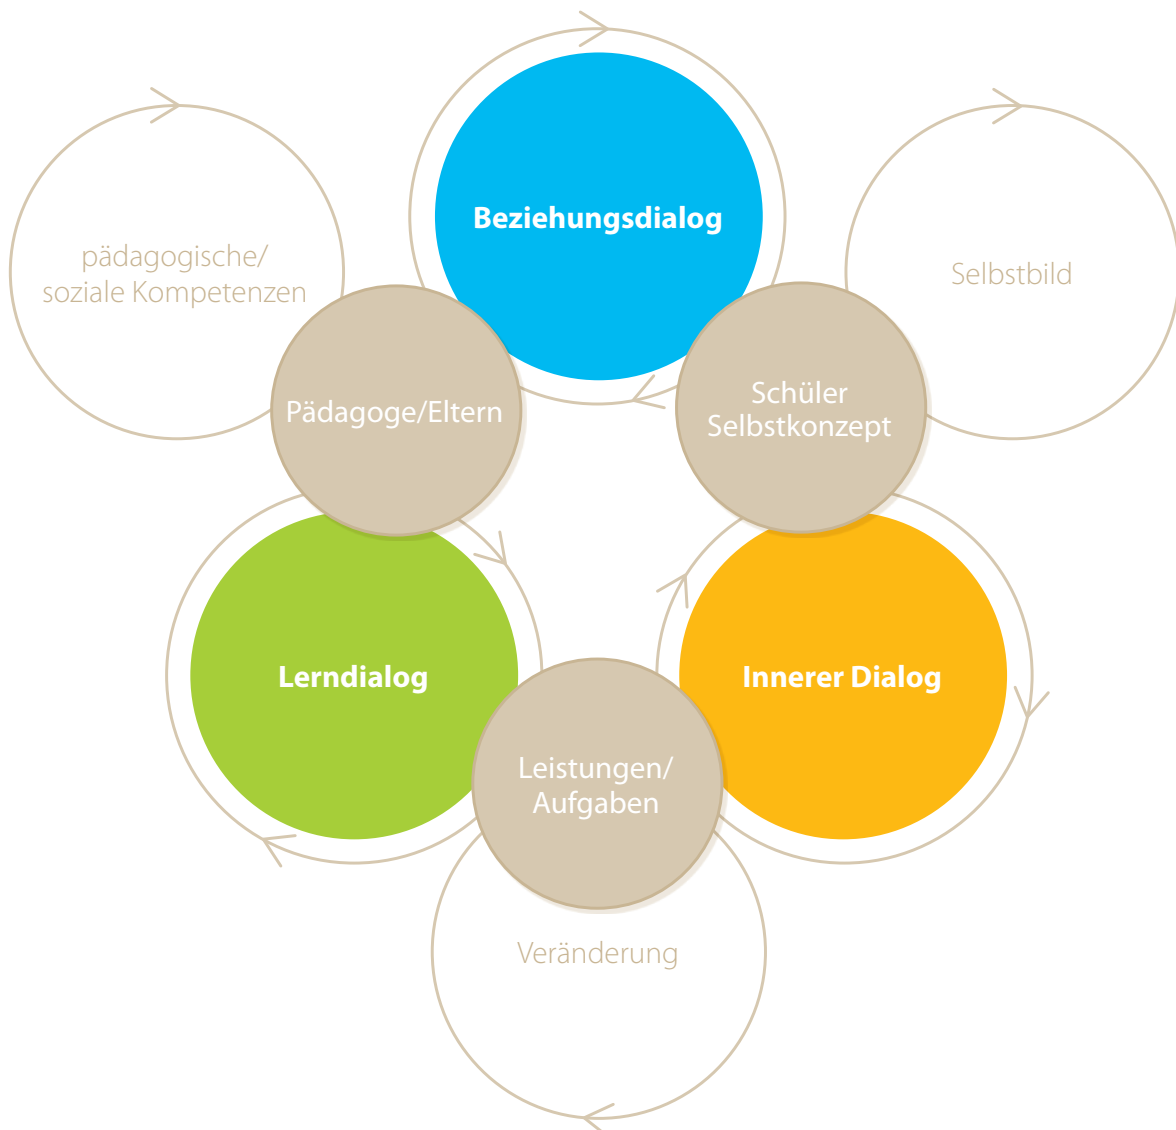 Beziehungsdialog
pädagogische/
soziale Kompetenzen
Selbstbild
Pädagoge/Eltern
Schüler
Selbstkonzept
Lerndialog
Innerer Dialog
Leistungen/
Aufgaben
Veränderung